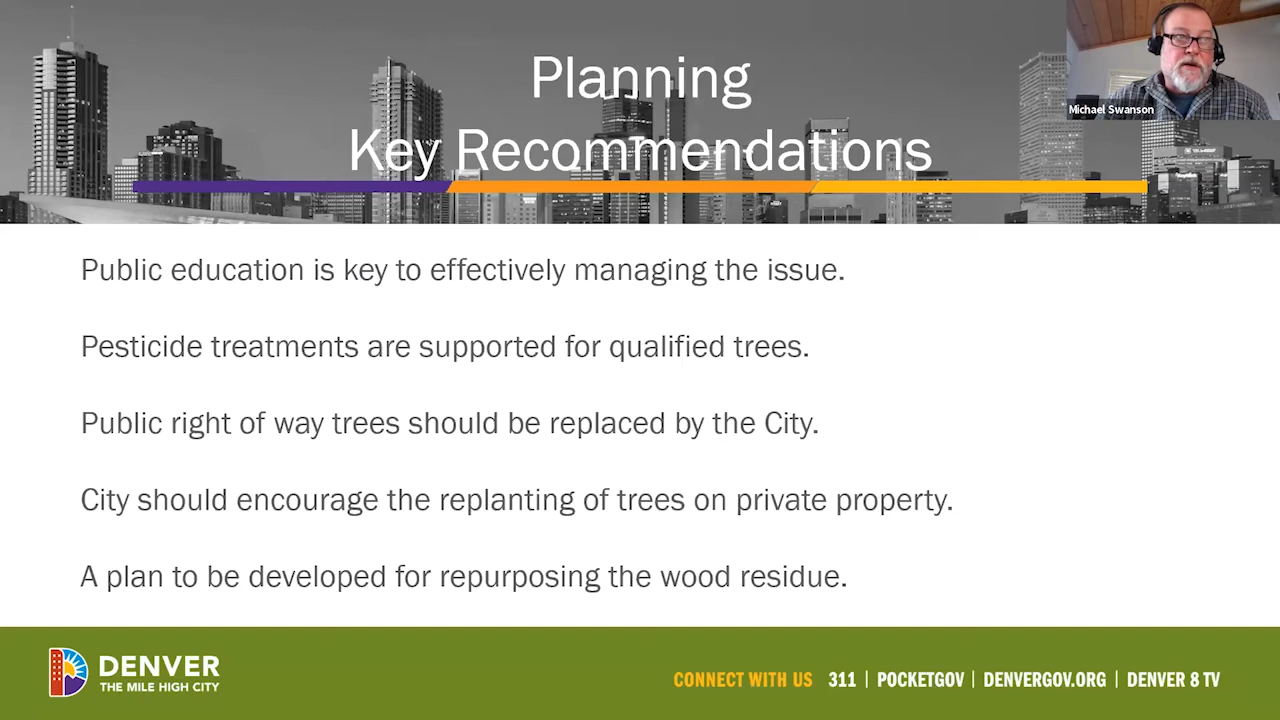 Planning
Key Recommendations
Michael Swanson
Public education is key to effectively managing the issue.
Pesticide treatments are supported for qualified trees.
Public right of way trees should be replaced by the City.
City should encourage the replanting of trees on private property.
A plan to be developed for repurposing the wood residue.
DENVER
THE MILE HIGH CITY
CONNECT WITH US 311 | POCKETGOV | DENVERGOV.ORG | DENVER 8 TV